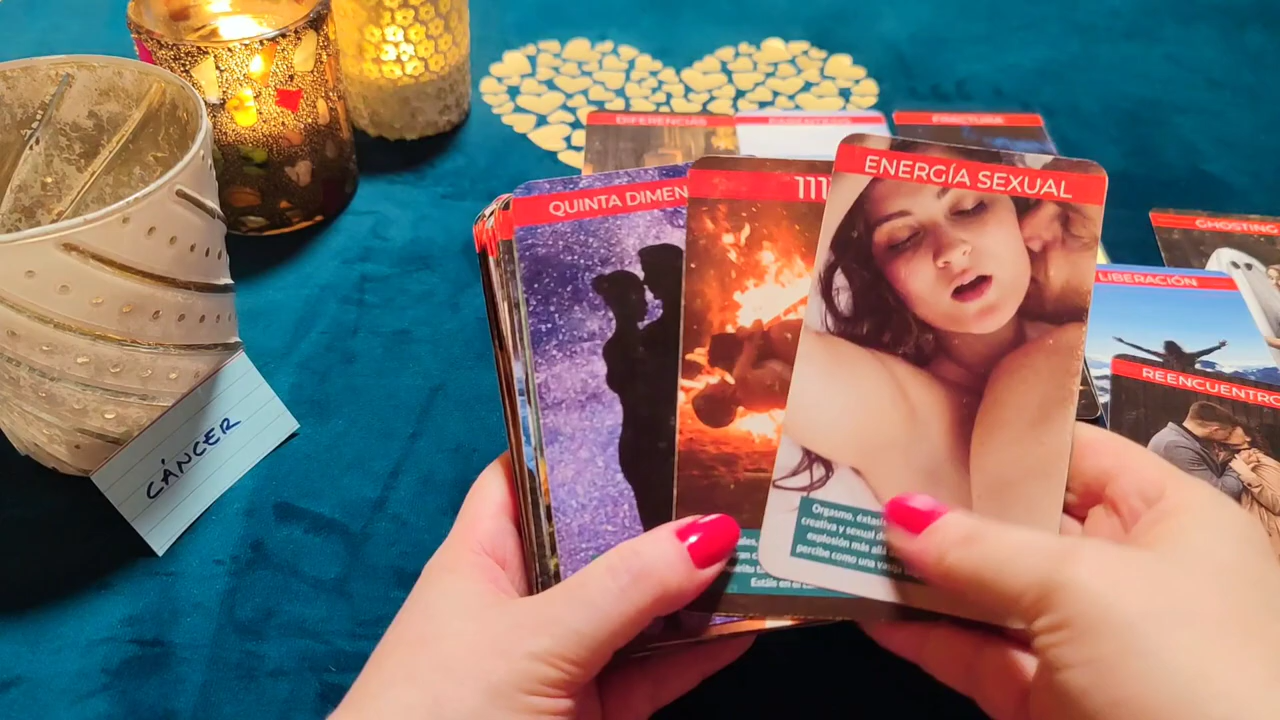 DIFERENCIAS
FRACTURA
ENERGÍA SEXUAL
QUINTA DIMEN
111
GHOSTING
LIBERACIÓN
REENCUENTRO
CÁNCER
Orgasmo, éxtasis
creativa y sexual de
explosión más allá
percibe como una
Estáis en el